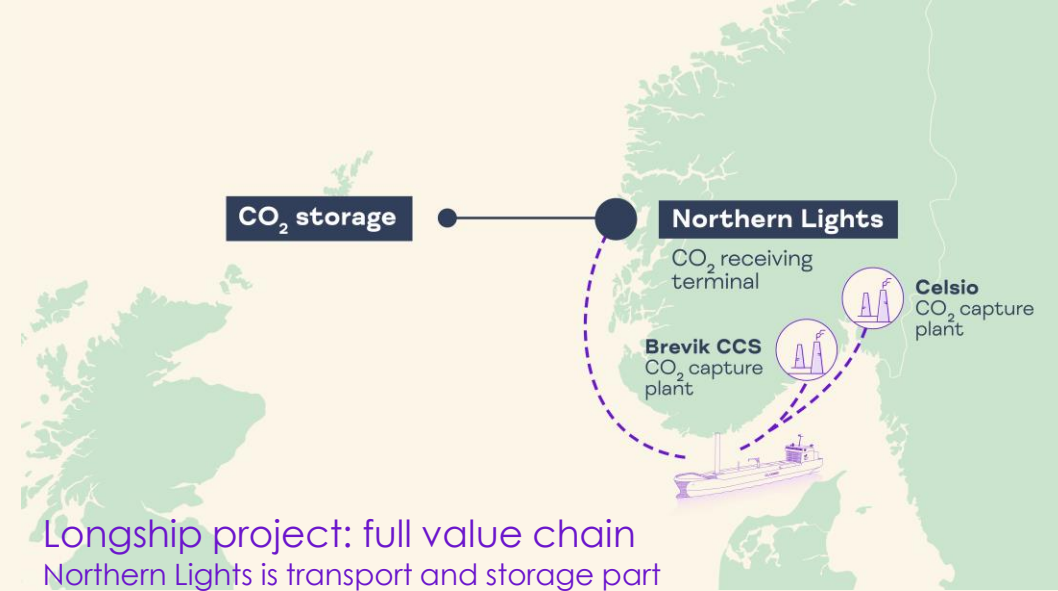 CO₂ storage
Northern Lights
CO₂ receiving
terminal
Celsio
CO₂ capture
plant
Brevik CCS
CO₂ capture
plant
Longship project: full value chain
Northern Lights is transport and storage part